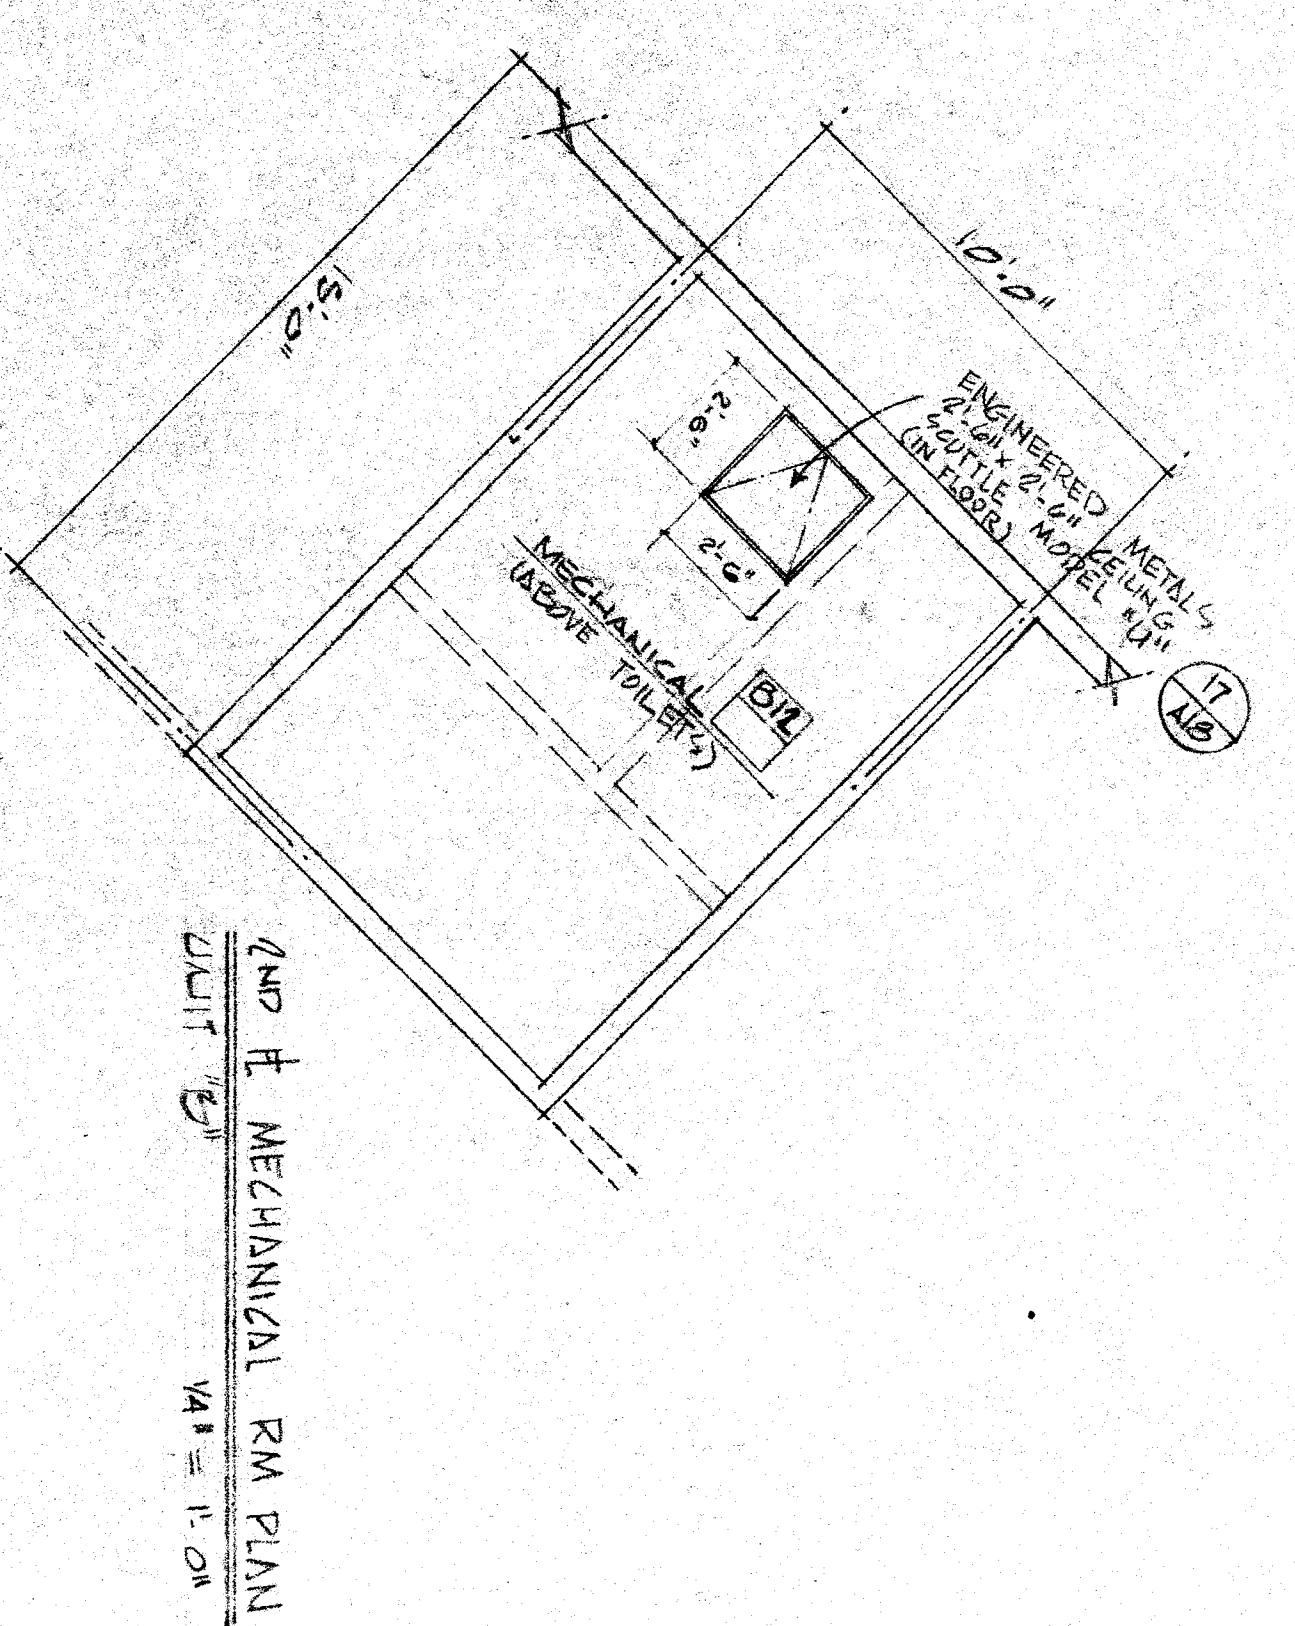 15'-0"
10'-0"
ENGINEERED METALS
2'-6" x 2'-6" CEILING
SCUTTLE MODEL "U"
(IN FLOOR)
17
A18
2'-6"
2'-6"
MECHANICAL
(ABOVE TOILETS)
B12
2ND FL MECHANICAL RM PLAN
UNIT "B" 1/4" = 1'-0"